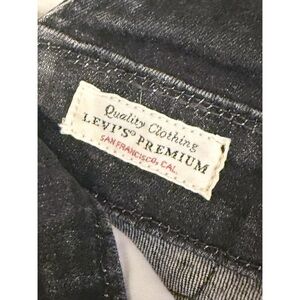 Quality Clothing
LEVI'S® PREMIUM
SAN FRANCISCO, CAL.